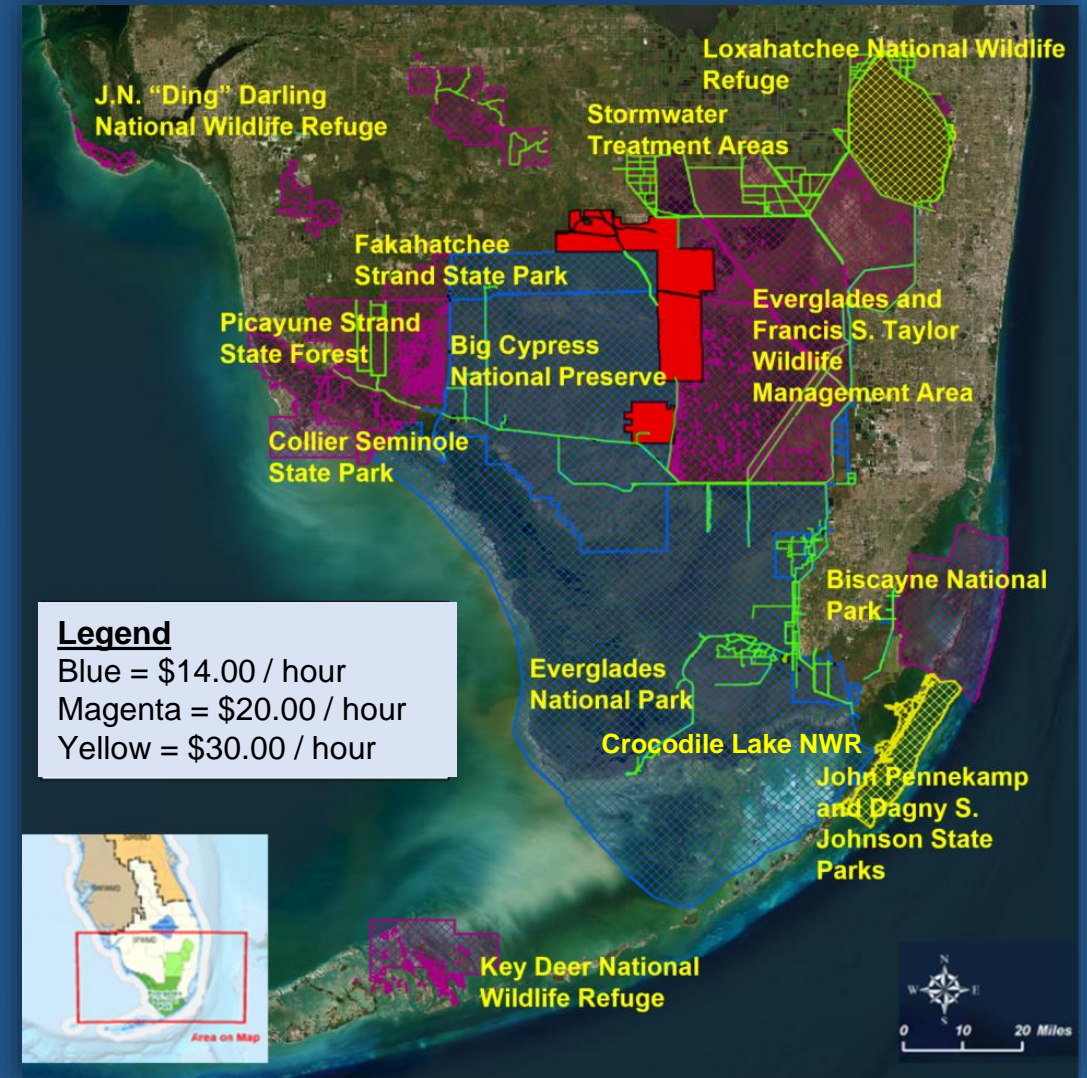 Loxahatchee National Wildlife
Refuge
J.N. “Ding” Darling
National Wildlife Refuge
Stormwater
Treatment Areas
Fakahatchee
Strand State Park
Picayune Strand
State Forest
Big Cypress
National Preserve
Everglades and
Francis S. Taylor
Wildlife
Management Area
Collier Seminole
State Park
Biscayne National
Park
Legend
Blue = $14.00 / hour
Magenta = $20.00 / hour
Yellow = $30.00 / hour
Everglades
National Park
Crocodile Lake NWR
John Pennekamp
and Dagny S.
Johnson State
Parks
Key Deer National
Wildlife Refuge
SFWMD
Area on Map
N
W E
S
0 10 20 Miles